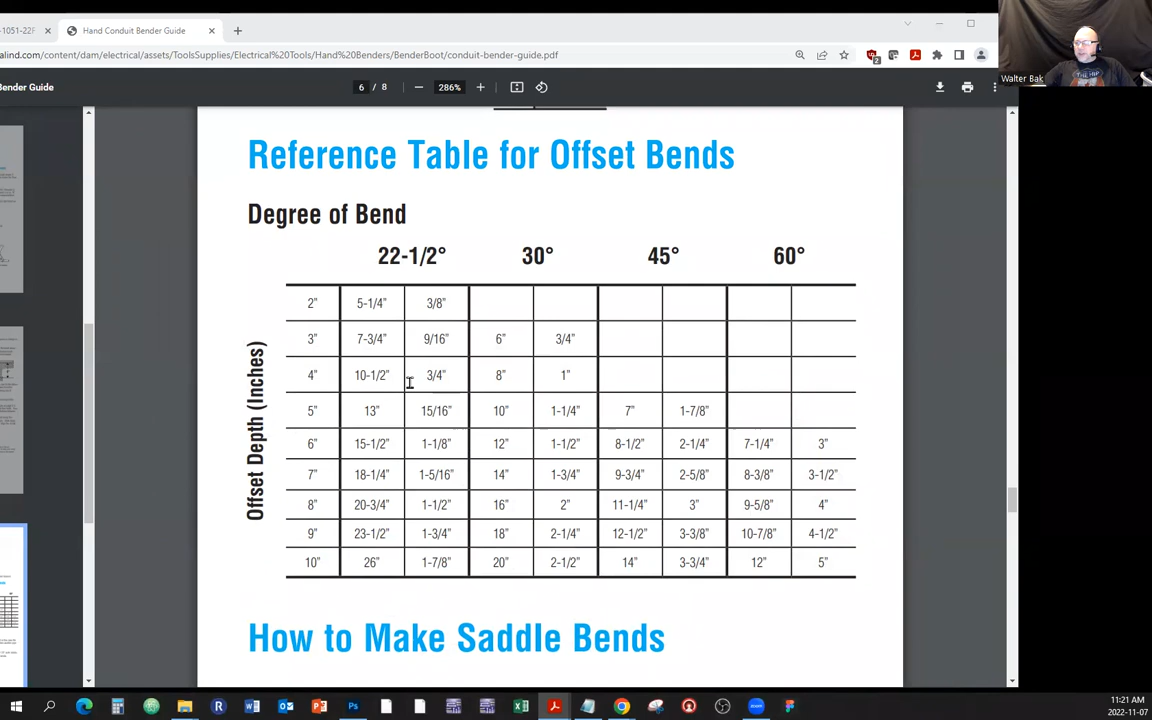 -1051-22F
Hand Conduit Bender Guide
alind.com/content/dam/electrical/assets/ToolsSupplies/Electrical%20Tools/Hand%20Benders/BenderBoot/conduit-bender-guide.pdf
Walter Bak
Bender Guide
6 / 8
286%
Reference Table for Offset Bends
Degree of Bend
22-1/2° 30° 45° 60°
Offset Depth (Inches)
2" 5-1/4" 3/8"
3" 7-3/4" 9/16" 6" 3/4"
4" 10-1/2" 3/4" 8" 1"
5" 13" 15/16" 10" 1-1/4" 7" 1-7/8"
6" 15-1/2" 1-1/8" 12" 1-1/2" 8-1/2" 2-1/4" 7-1/4" 3"
7" 18-1/4" 1-5/16" 14" 1-3/4" 9-3/4" 2-5/8" 8-3/8" 3-1/2"
8" 20-3/4" 1-1/2" 16" 2" 11-1/4" 3" 9-5/8" 4"
9" 23-1/2" 1-3/4" 18" 2-1/4" 12-1/2" 3-3/8" 10-7/8" 4-1/2"
10" 26" 1-7/8" 20" 2-1/2" 14" 3-3/4" 12" 5"
How to Make Saddle Bends
11:21 AM
2022-11-07